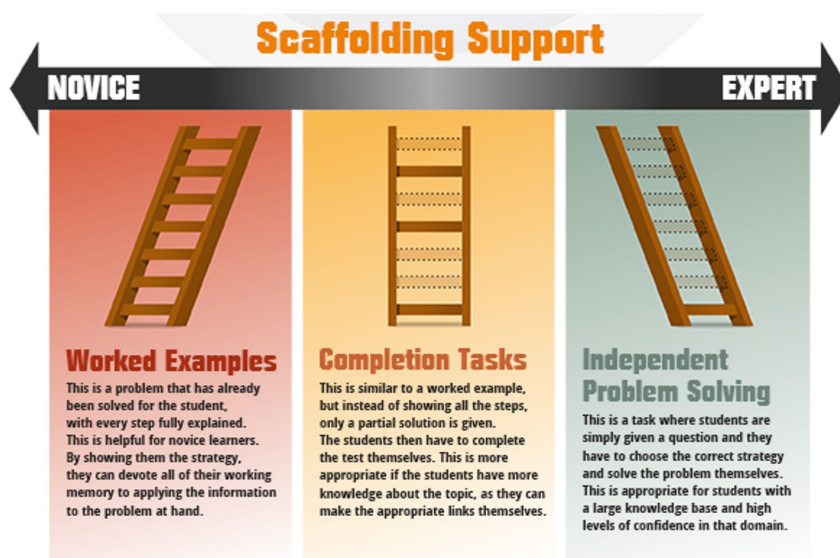 Scaffolding Support
NOVICE
EXPERT
Worked Examples
This is a problem that has already
been solved for the student,
with every step fully explained.
This is helpful for novice learners.
By showing them the strategy,
they can devote all of their working
memory to applying the information
to the problem at hand.
Completion Tasks
This is similar to a worked example,
but instead of showing all the steps,
only a partial solution is given.
The students then have to complete
the test themselves. This is more
appropriate if the students have more
knowledge about the topic, as they can
make the appropriate links themselves.
Independent
Problem Solving
This is a task where students are
simply given a question and they
have to choose the correct strategy
and solve the problem themselves.
This is appropriate for students with
a large knowledge base and high
levels of confidence in that domain.